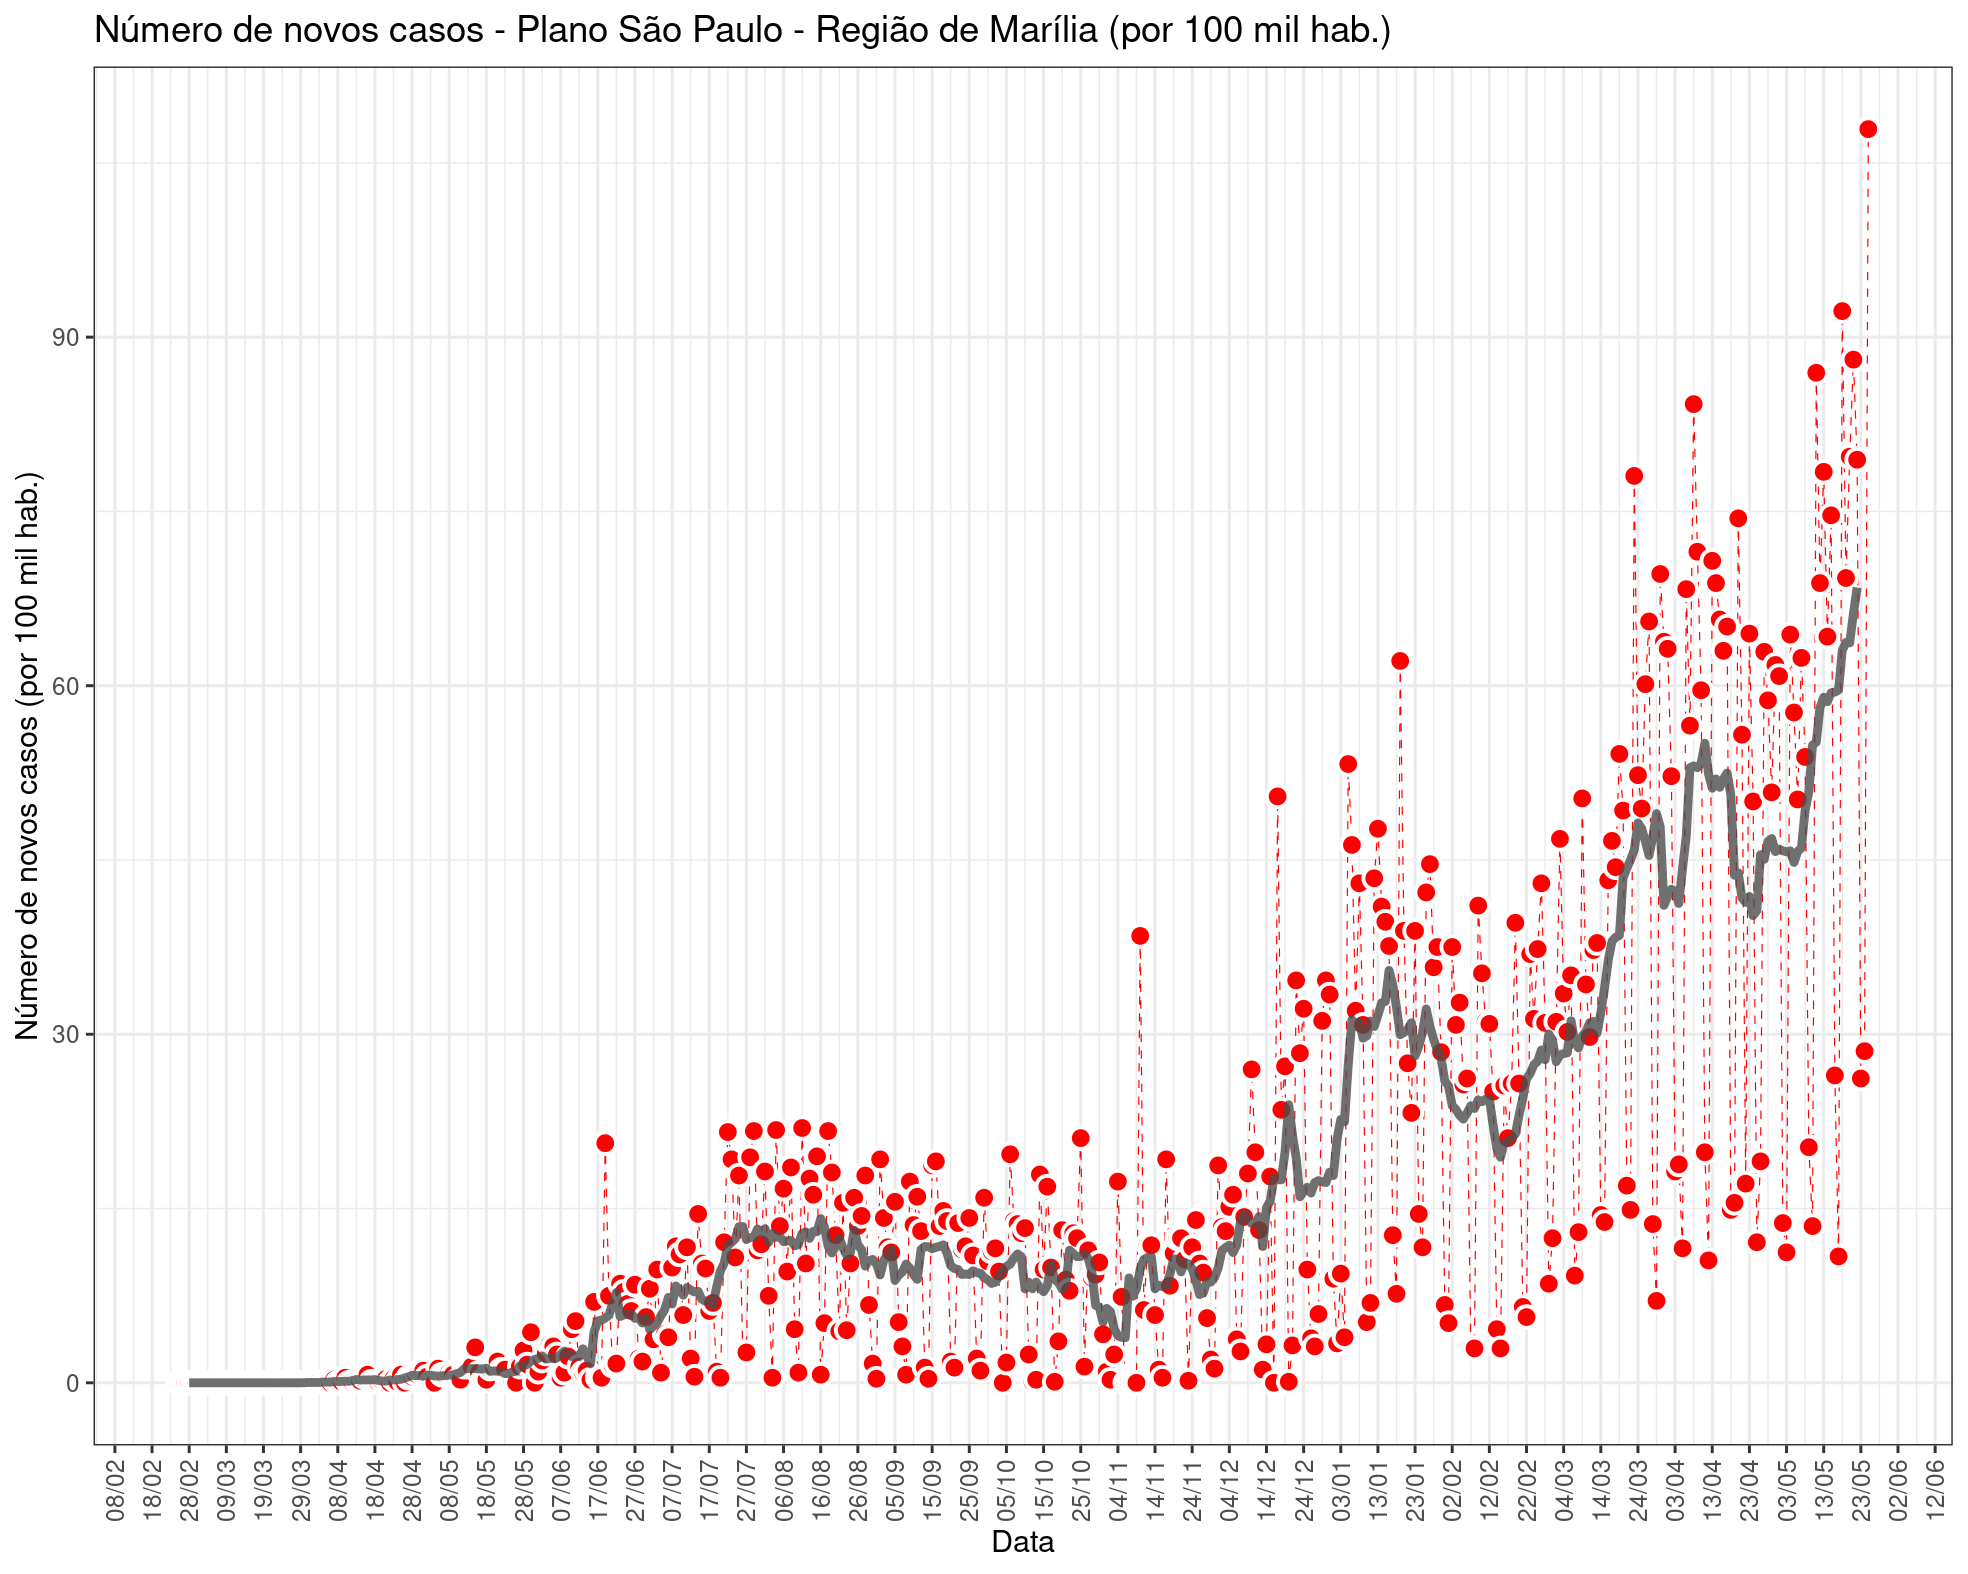 Número de novos casos - Plano São Paulo - Região de Marília (por 100 mil hab.)
Número de novos casos (por 100 mil hab.)
90
60
30
0
08/02 18/02 28/02 09/03 19/03 29/03 08/04 18/04 28/04 08/05 18/05 28/05 07/06 17/06 27/06 07/07 17/07 27/07 06/08 16/08 26/08 05/09 15/09 25/09 05/10 15/10 25/10 04/11 14/11 24/11 04/12 14/12 24/12 03/01 13/01 23/01 02/02 12/02 22/02 04/03 14/03 24/03 03/04 13/04 23/04 03/05 13/05 23/05 02/06 12/06
Data